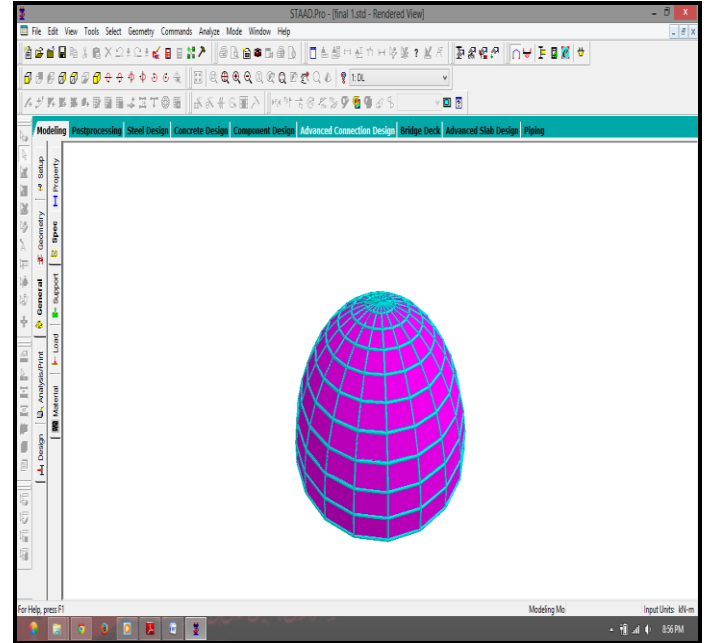 STAAD.Pro - [final 1.std - Rendered View]
File Edit View Tools Select Geometry Commands Analyze Mode Window Help
1:DL
Modeling Postprocessing Steel Design Concrete Design Component Design Advanced Connection Design Bridge Deck Advanced Slab Design Piping
Setup
Geometry
General
Analysis/Print
Design
Property
Spec
Support
Load
Material
For Help, press F1
Modeling Mo
Input Units: kN-m
8:56 PM